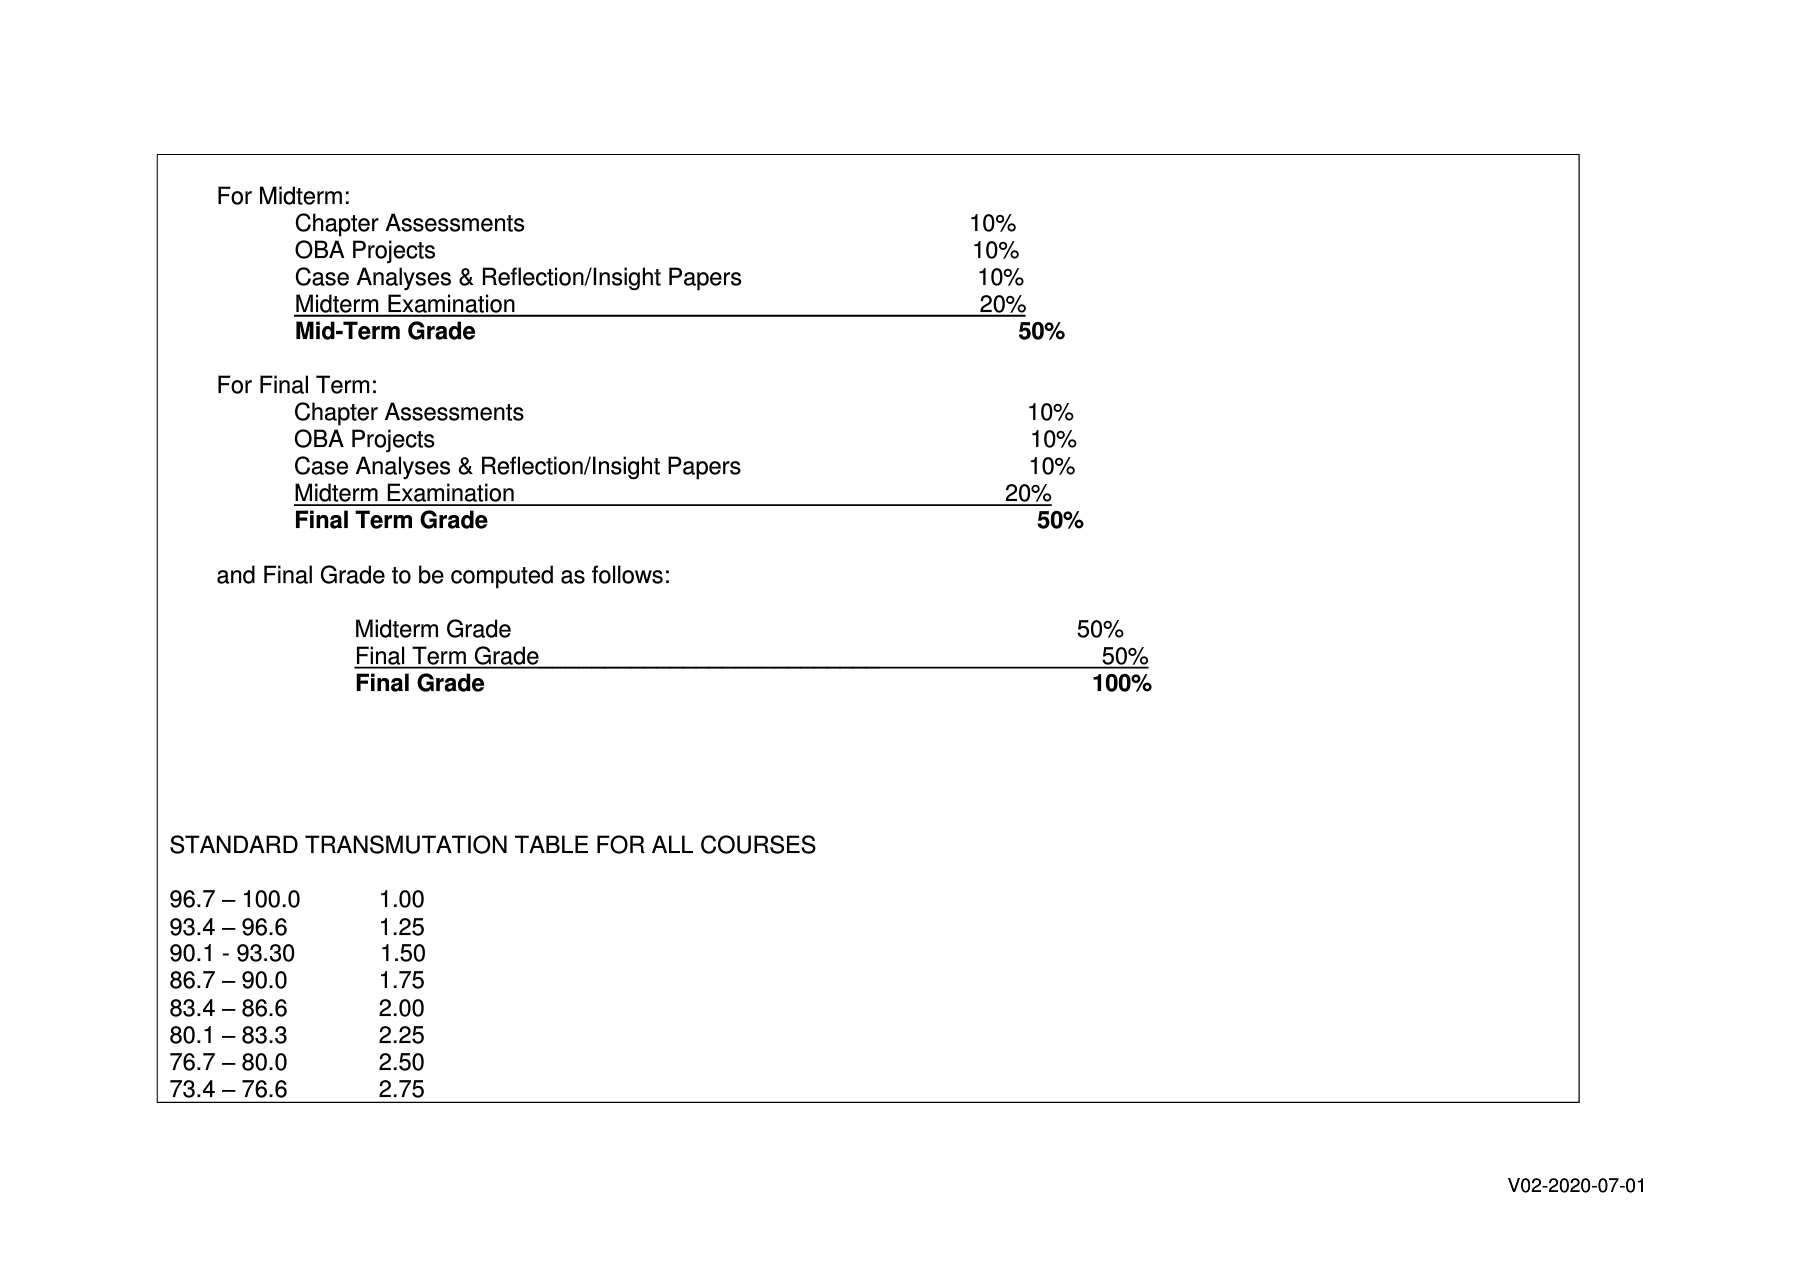 For Midterm:
Chapter Assessments 10%
OBA Projects 10%
Case Analyses & Reflection/Insight Papers 10%
Midterm Examination 20%
Mid-Term Grade 50%
For Final Term:
Chapter Assessments 10%
OBA Projects 10%
Case Analyses & Reflection/Insight Papers 10%
Midterm Examination 20%
Final Term Grade 50%
and Final Grade to be computed as follows:
Midterm Grade 50%
Final Term Grade 50%
Final Grade 100%
STANDARD TRANSMUTATION TABLE FOR ALL COURSES
96.7 – 100.0 1.00
93.4 – 96.6 1.25
90.1 - 93.30 1.50
86.7 – 90.0 1.75
83.4 – 86.6 2.00
80.1 – 83.3 2.25
76.7 – 80.0 2.50
73.4 – 76.6 2.75
V02-2020-07-01